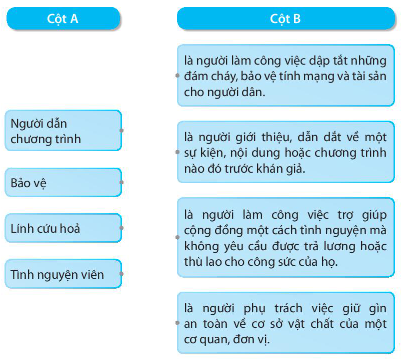 Cột A
Người dẫn
chương trình
Bảo vệ
Lính cứu hoả
Tình nguyện viên
Cột B
là người làm công việc dập tắt những
đám cháy, bảo vệ tính mạng và tài sản
cho người dân.
là người giới thiệu, dẫn dắt về một
sự kiện, nội dung hoặc chương trình
nào đó trước khán giả.
là người làm công việc trợ giúp
cộng đồng một cách tình nguyện mà
không yêu cầu được trả lương hoặc
thù lao cho công sức của họ.
là người phụ trách việc giữ gìn
an toàn về cơ sở vật chất của một
cơ quan, đơn vị.